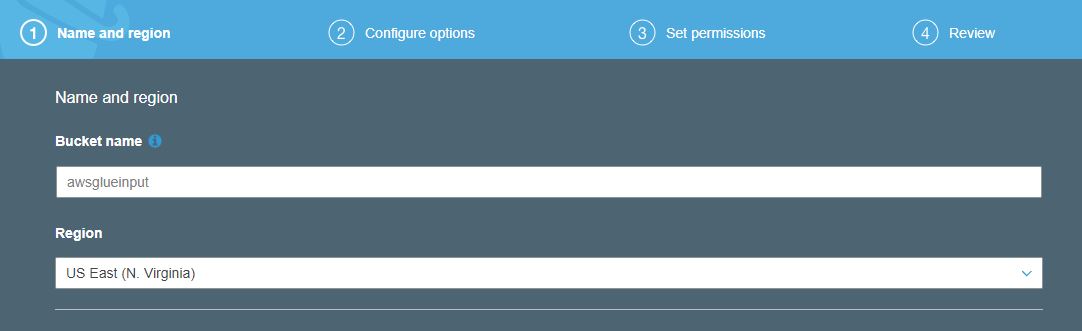 1 Name and region 2 Configure options 3 Set permissions 4 Review
Name and region
Bucket name
awsglueinput
Region
US East (N. Virginia)